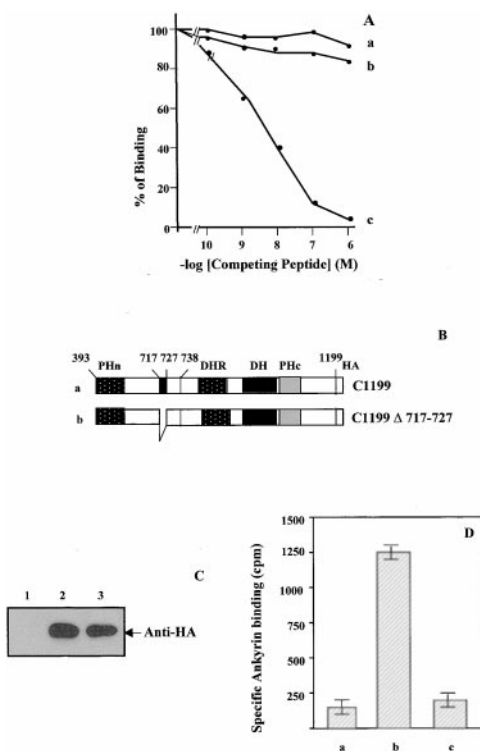 A
100
80
60
40
20
0
% of Binding
a
b
c
10 9 8 7 6
-log [Competing Peptide] (M)
B
393 717 727 738 1199
PHn DHR DH PHc HA
a C1199
b C1199 Δ 717-727
C
1 2 3
Anti-HA
D
1500
1250
1000
750
500
250
Specific Ankyrin binding (cpm)
a b c